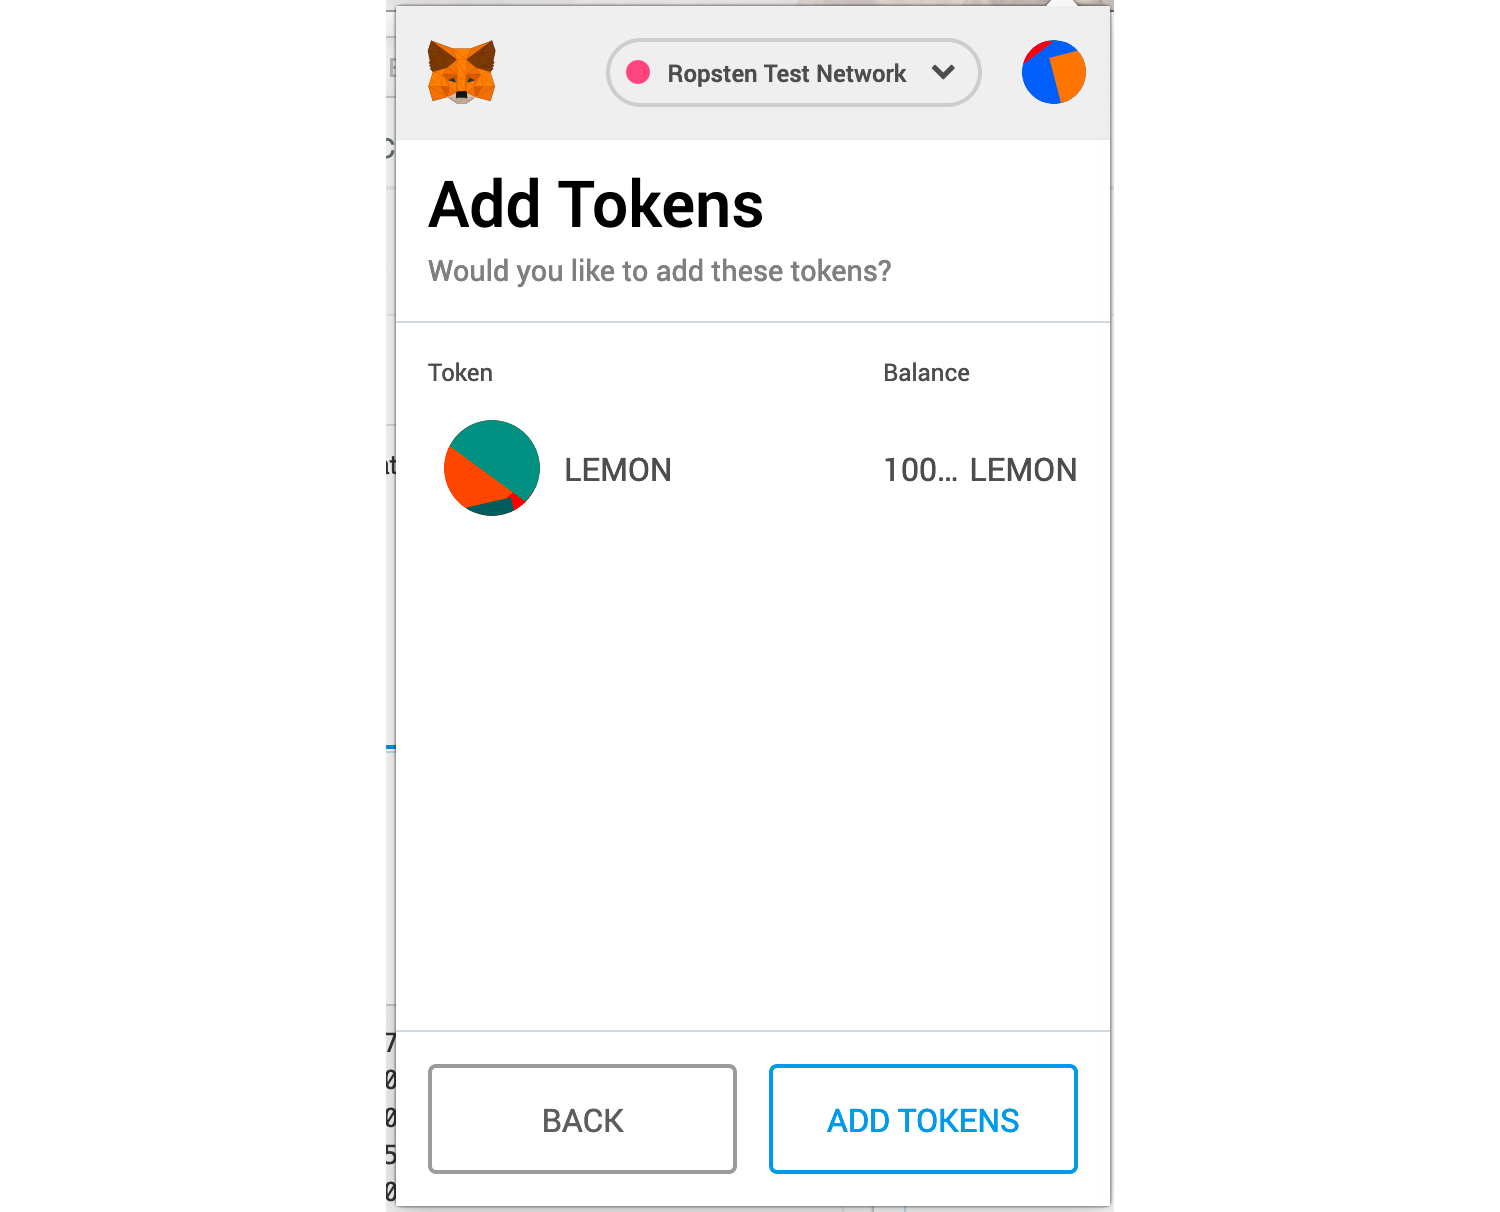 Ropsten Test Network
Add Tokens
Would you like to add these tokens?
Token Balance
LEMON 100... LEMON
BACK ADD TOKENS